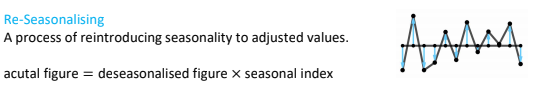 Re-Seasonalising
A process of reintroducing seasonality to adjusted values.
acutal figure = deseasonalised figure × seasonal index